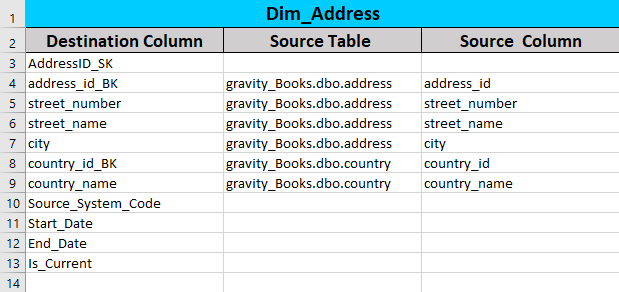 1 Dim_Address
2 Destination Column Source Table Source Column
3 AddressID_SK
4 address_id_BK gravity_Books.dbo.address address_id
5 street_number gravity_Books.dbo.address street_number
6 street_name gravity_Books.dbo.address street_name
7 city gravity_Books.dbo.address city
8 country_id_BK gravity_Books.dbo.country country_id
9 country_name gravity_Books.dbo.country country_name
10 Source_System_Code
11 Start_Date
12 End_Date
13 Is_Current
14